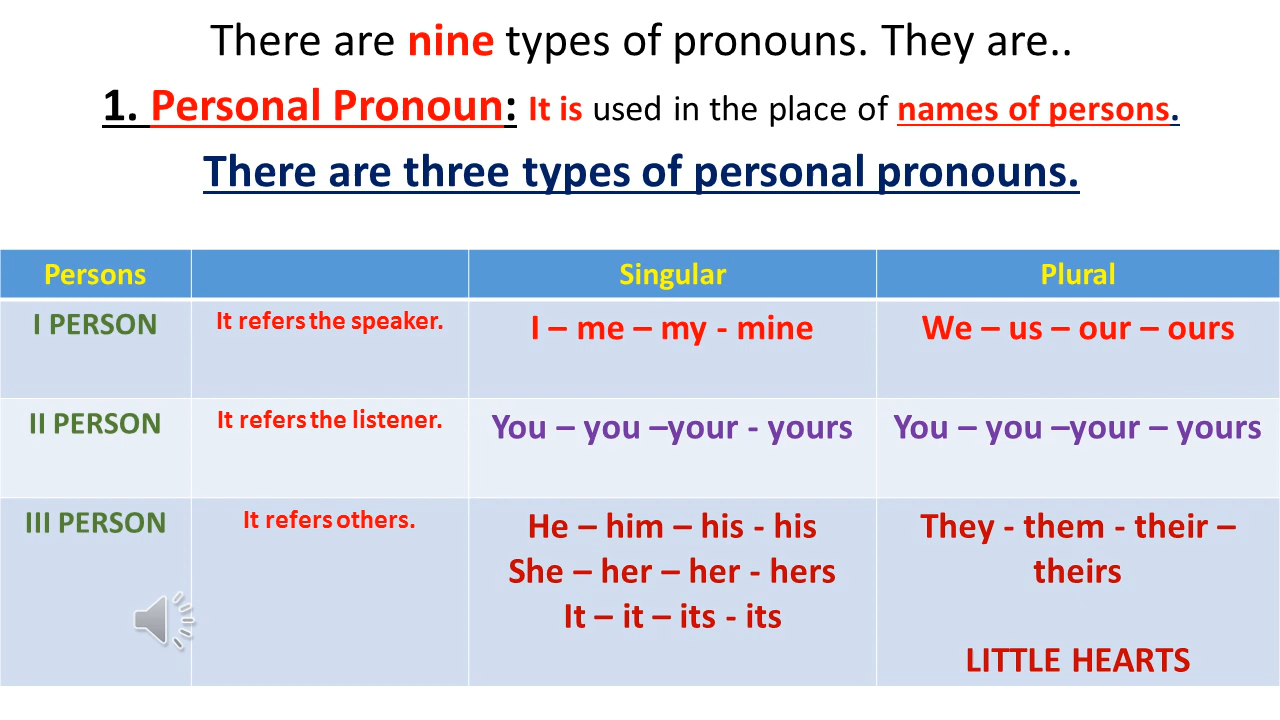 There are nine types of pronouns. They are..
1. Personal Pronoun: It is used in the place of names of persons.
There are three types of personal pronouns.
Persons Singular Plural
I PERSON It refers the speaker. I – me – my - mine We – us – our – ours
II PERSON It refers the listener. You – you –your - yours You – you –your – yours
III PERSON It refers others. He – him – his - his They - them - their –
She – her – her - hers theirs
It – it – its - its
LITTLE HEARTS